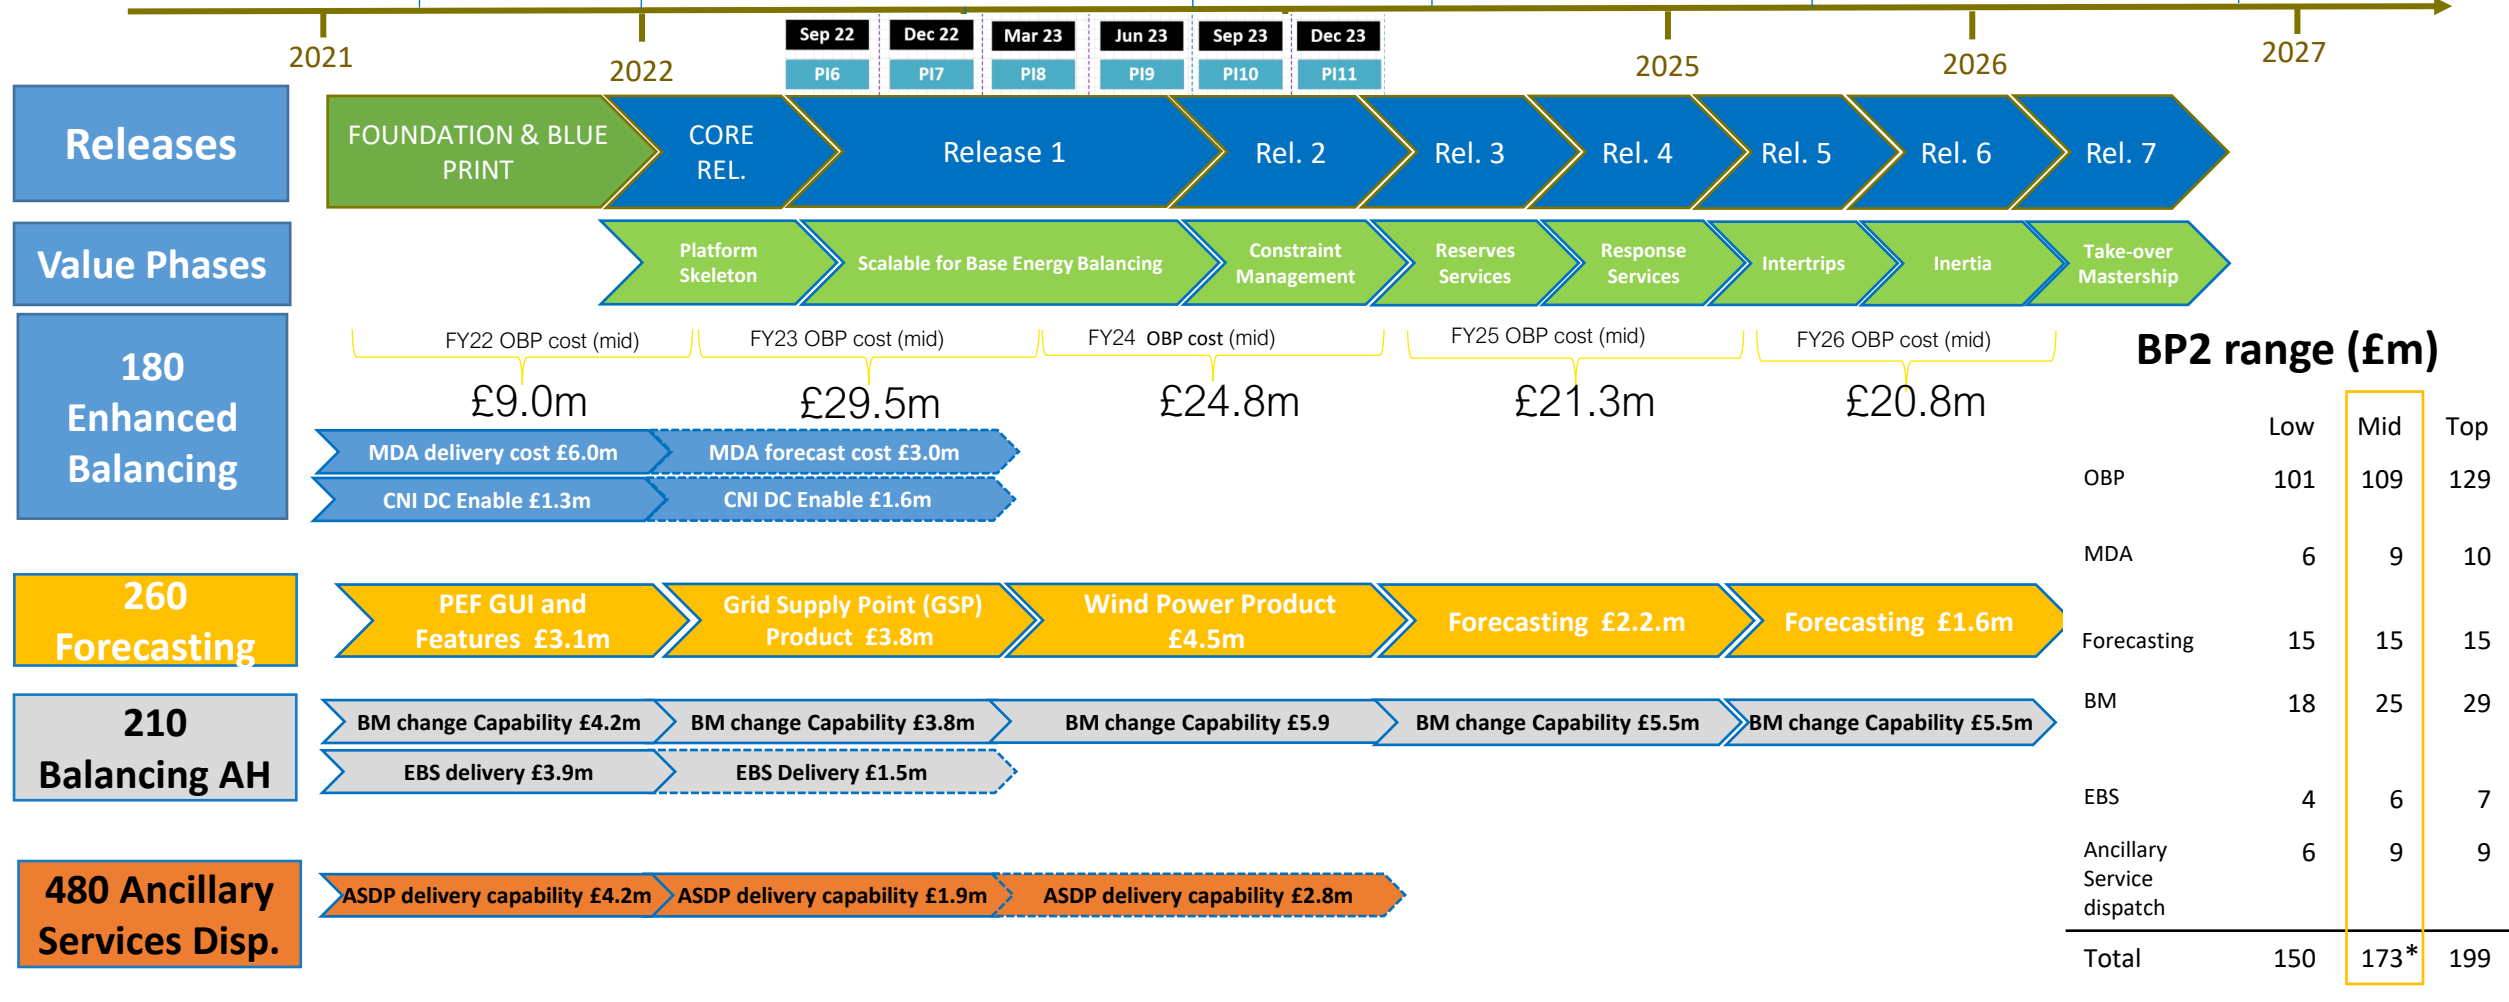 2021
2022
Sep 22
Dec 22
Mar 23
Jun 23
Sep 23
Dec 23
PI6
PI7
PI8
PI9
PI10
PI11
2025
2026
2027
Releases
FOUNDATION & BLUE
PRINT
CORE
REL.
Release 1
Rel. 2
Rel. 3
Rel. 4
Rel. 5
Rel. 6
Rel. 7
Value Phases
Platform
Skeleton
Scalable for Base Energy Balancing
Constraint
Management
Reserves
Services
Response
Services
Intertrips
Inertia
Take-over
Mastership
180
Enhanced
Balancing
FY22 OBP cost (mid)
£9.0m
FY23 OBP cost (mid)
£29.5m
FY24 OBP cost (mid)
£24.8m
FY25 OBP cost (mid)
£21.3m
FY26 OBP cost (mid)
£20.8m
MDA delivery cost £6.0m
MDA forecast cost £3.0m
CNI DC Enable £1.3m
CNI DC Enable £1.6m
260
Forecasting
PEF GUI and
Features £3.1m
Grid Supply Point (GSP)
Product £3.8m
Wind Power Product
£4.5m
Forecasting £2.2.m
Forecasting £1.6m
210
Balancing AH
BM change Capability £4.2m
BM change Capability £3.8m
BM change Capability £5.9
BM change Capability £5.5m
BM change Capability £5.5m
EBS delivery £3.9m
EBS Delivery £1.5m
480 Ancillary
Services Disp.
ASDP delivery capability £4.2m
ASDP delivery capability £1.9m
ASDP delivery capability £2.8m
BP2 range (£m)
Low Mid Top
OBP 101 109 129
MDA 6 9 10
Forecasting 15 15 15
BM 18 25 29
EBS 4 6 7
Ancillary 6 9 9
Service
dispatch
Total 150 173* 199